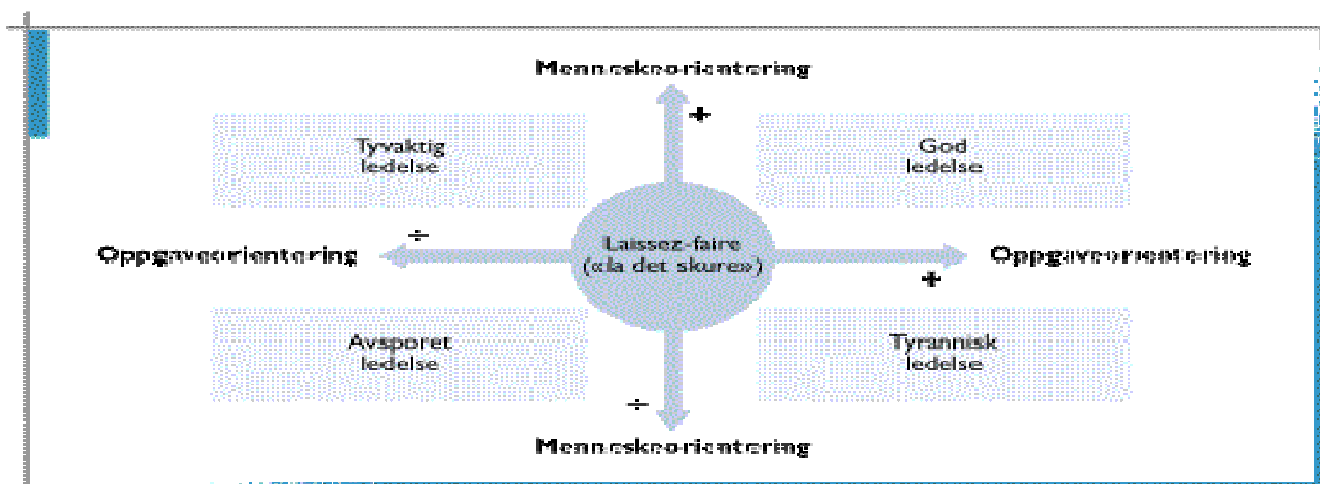 Menneskeorientering
+
Tyvaktig
ledelse
God
ledelse
÷
Oppgaveorientering
Laissez-faire
(«la det skure»)
Oppgaveorientering
+
Avsporet
ledelse
Tyrannisk
ledelse
÷
Menneskeorientering